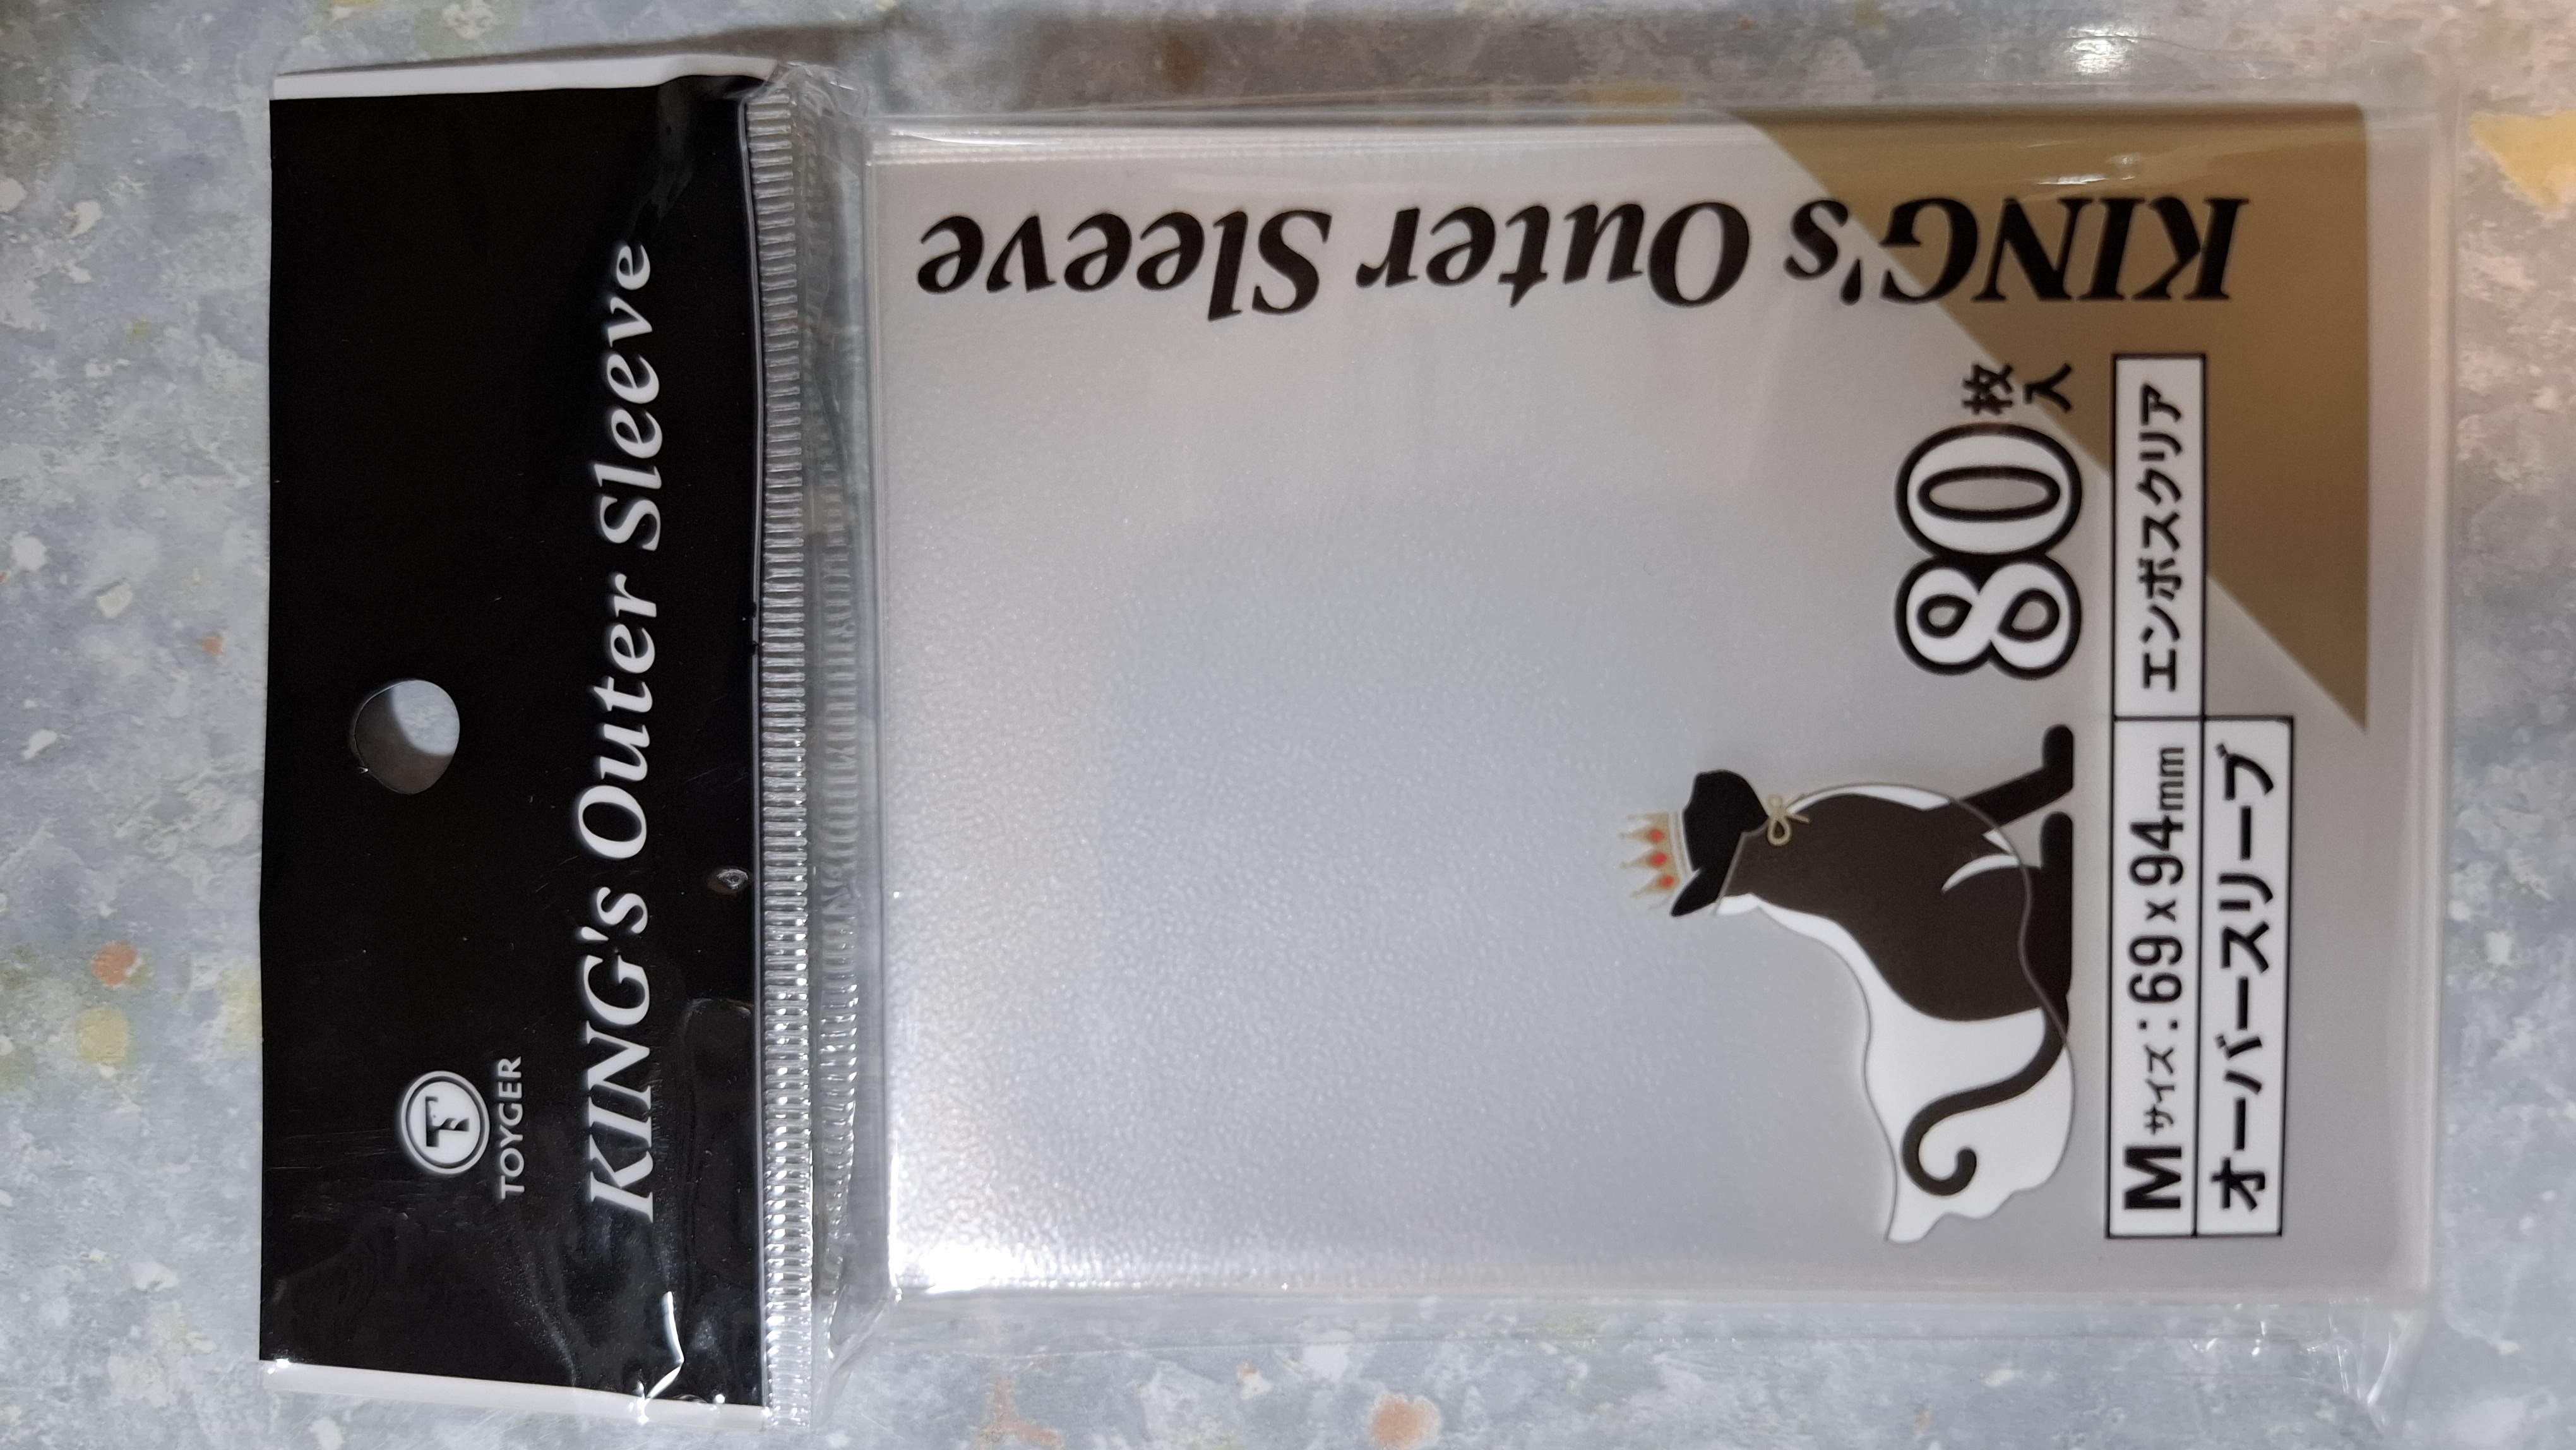 TOYGER
KING's Outer Sleeve
KING's Outer Sleeve
80枚入
Mサイズ:69x94mm
エンボスクリア
オーバースリーブ